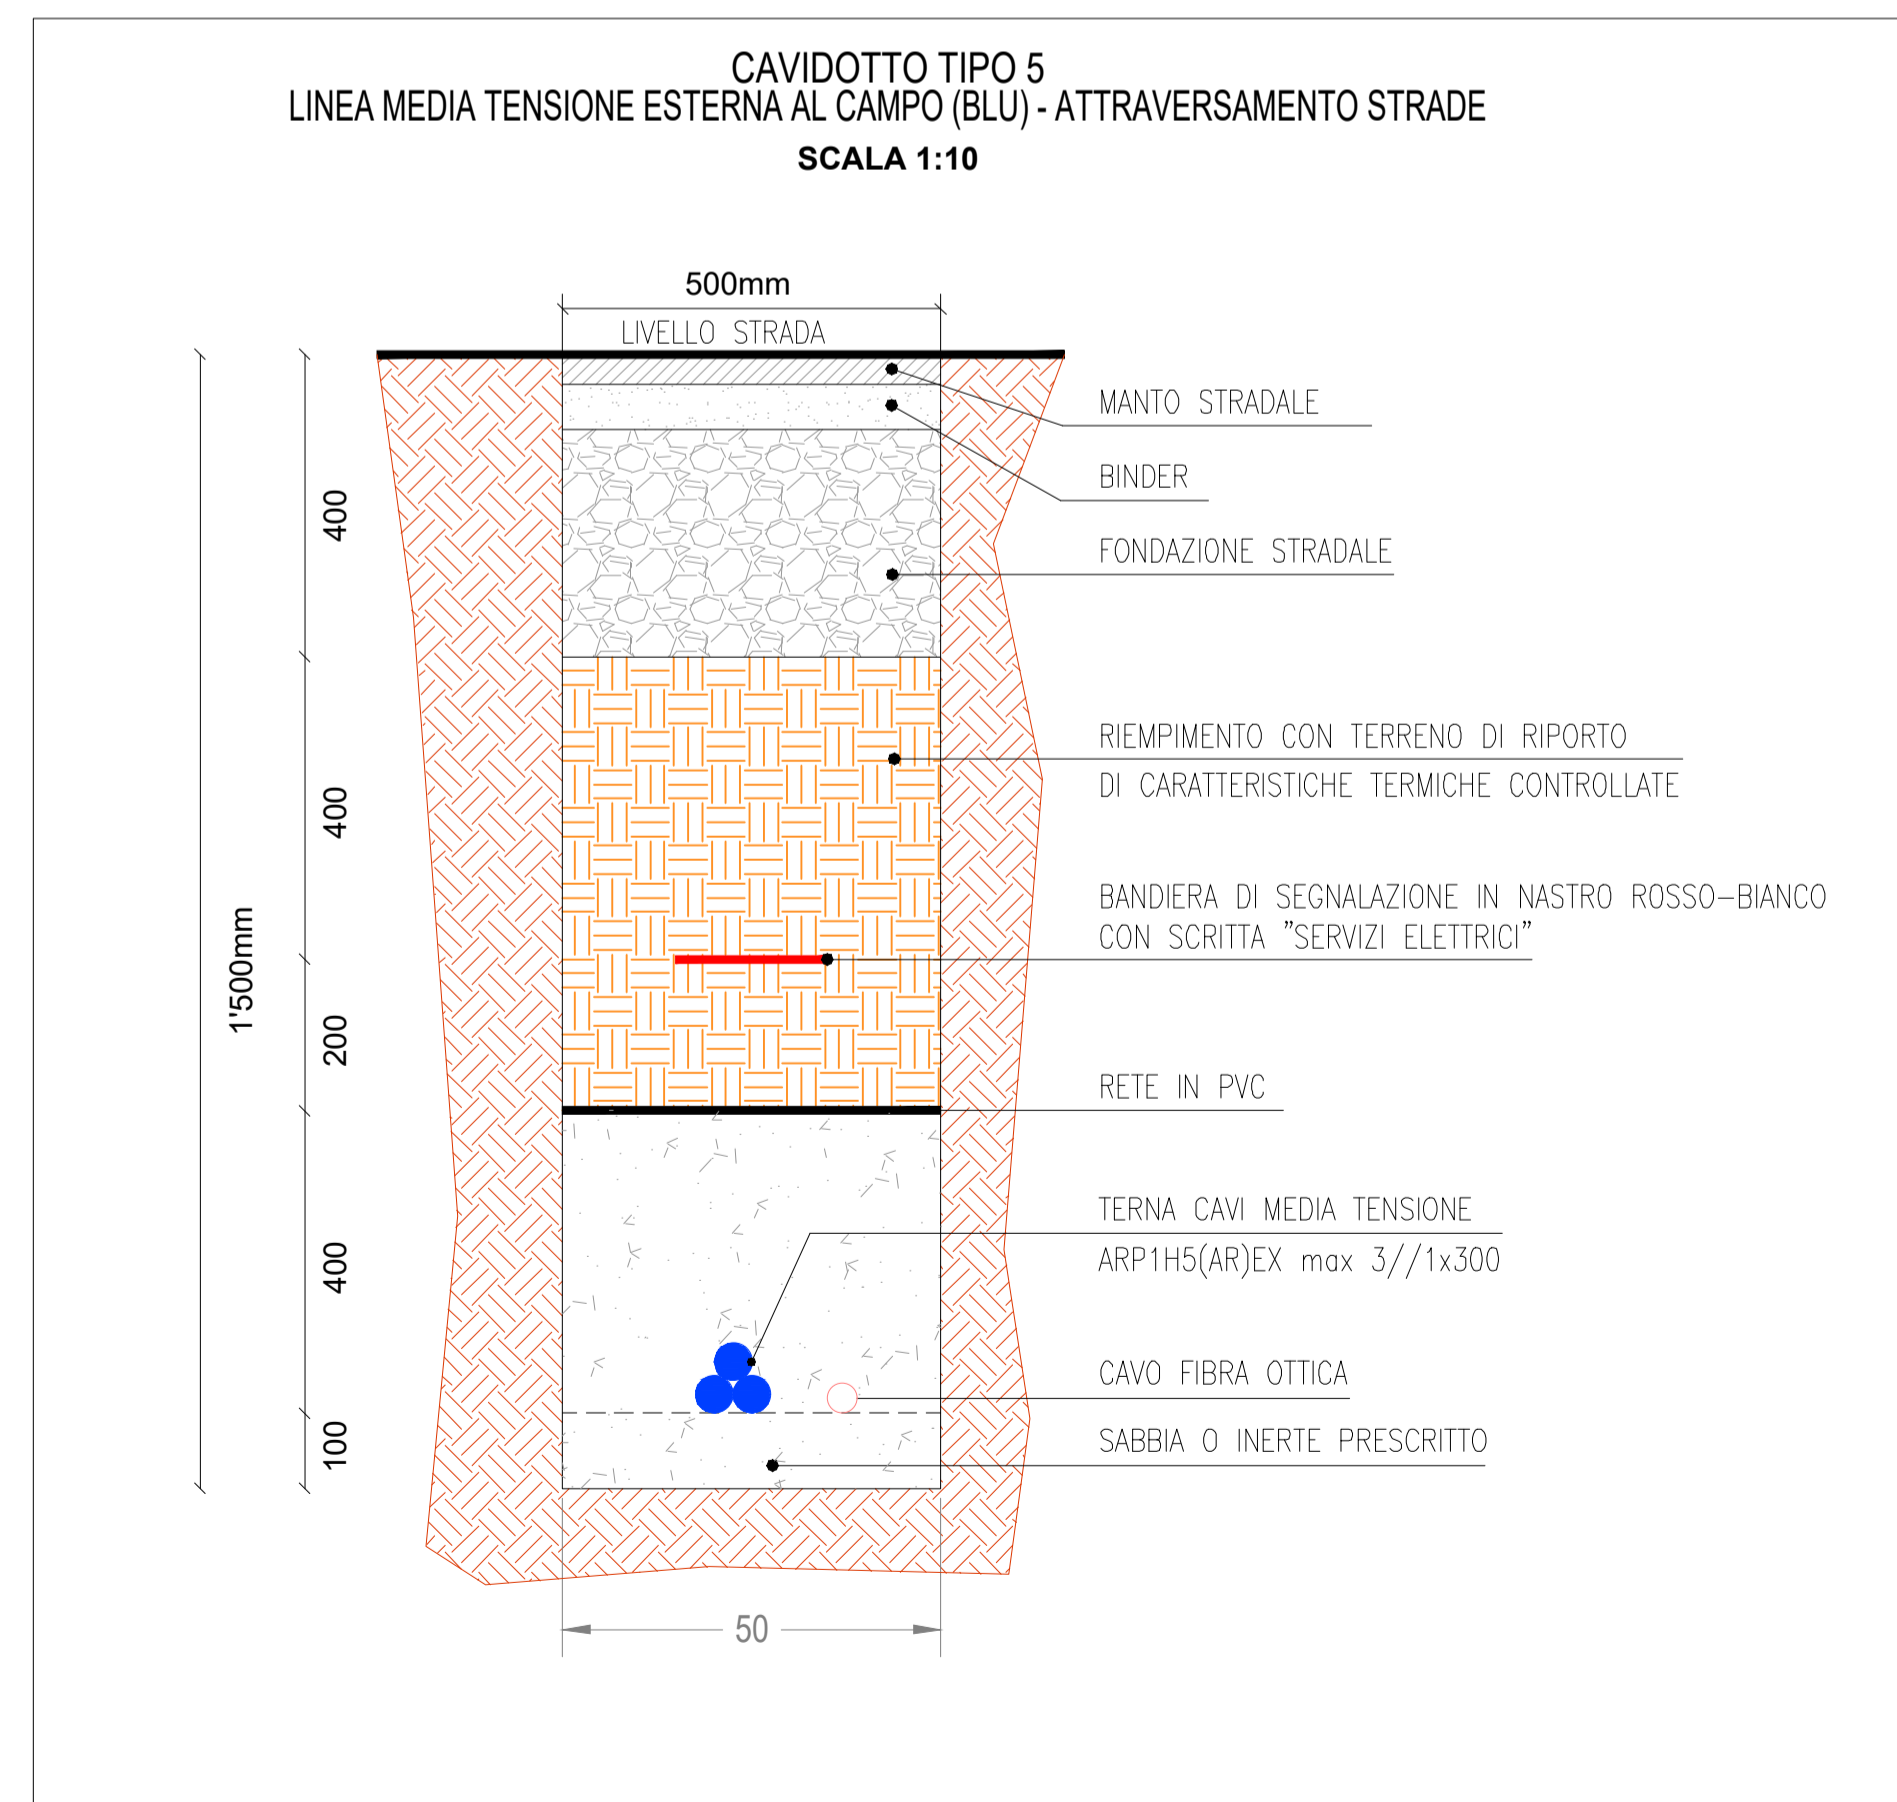 CAVIDOTTO TIPO 5
LINEA MEDIA TENSIONE ESTERNA AL CAMPO (BLU) - ATTRAVERSAMENTO STRADE
SCALA 1:10
500mm
LIVELLO STRADA
MANTO STRADALE
BINDER
400
FONDAZIONE STRADALE
RIEMPIMENTO CON TERRENO DI RIPORTO
DI CARATTERISTICHE TERMICHE CONTROLLATE
400
BANDIERA DI SEGNALAZIONE IN NASTRO ROSSO-BIANCO
CON SCRITTA "SERVIZI ELETTRICI"
1'500mm
200
RETE IN PVC
TERNA CAVI MEDIA TENSIONE
ARP1H5(AR)EX max 3//1x300
400
CAVO FIBRA OTTICA
SABBIA O INERTE PRESCRITTO
100
50